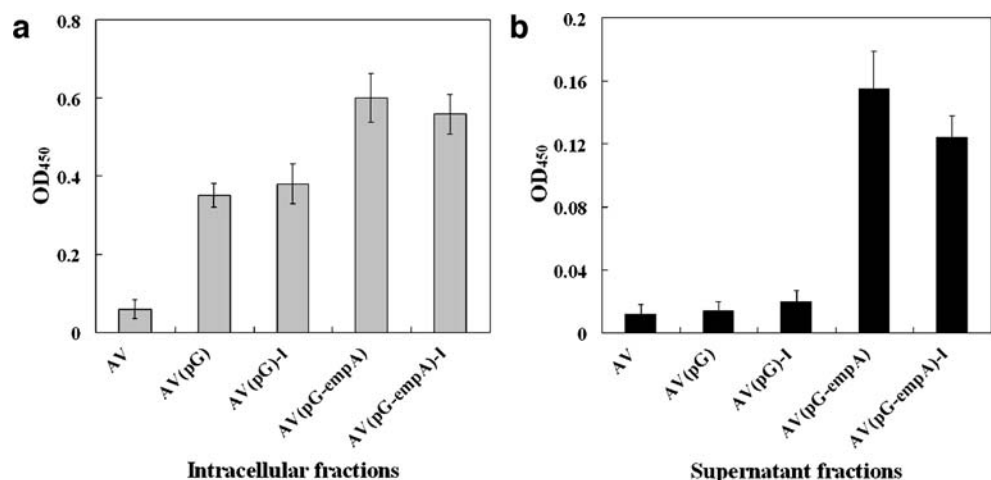 a
0.8
0.6
0.4
0.2
0
OD450
AV
AV(pG)
AV(pG)-I
AV(pG-empA)
AV(pG-empA)-I
Intracellular fractions
b
0.2
0.16
0.12
0.08
0.04
0
OD450
AV
AV(pG)
AV(pG)-I
AV(pG-empA)
AV(pG-empA)-I
Supernatant fractions